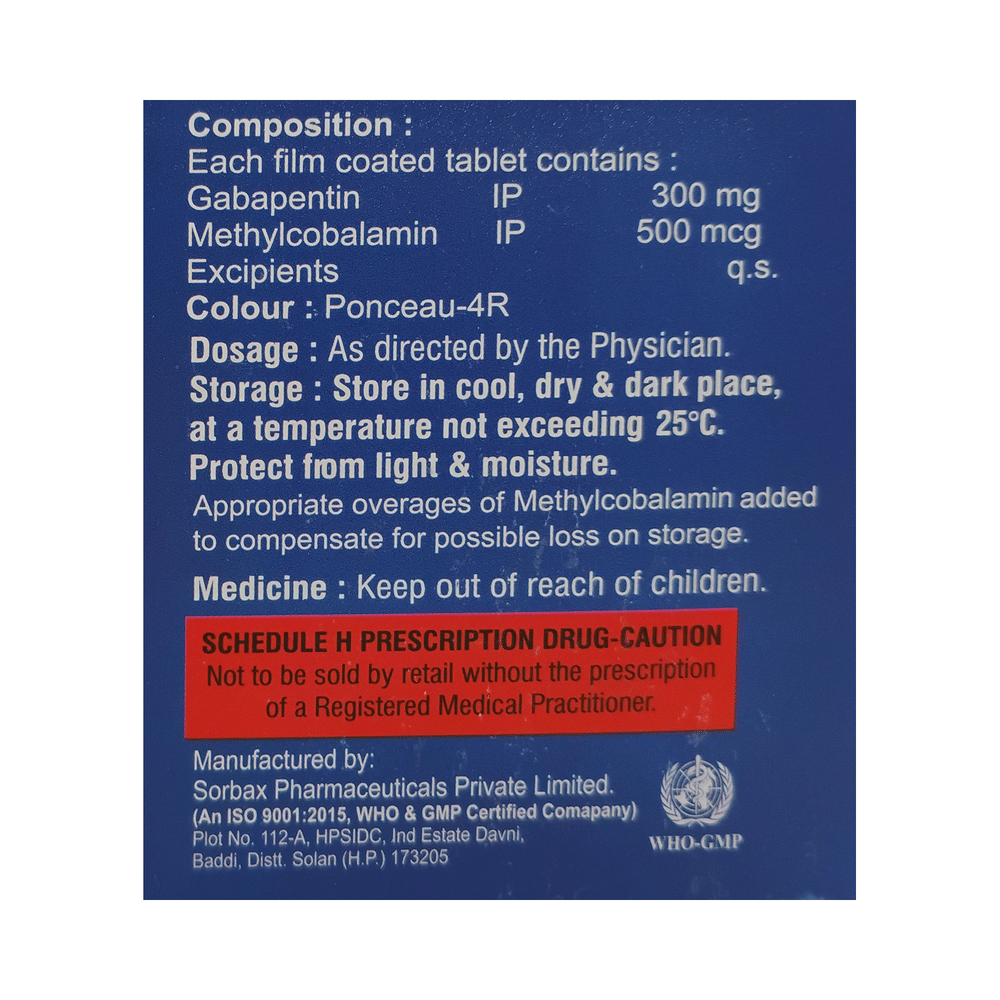 Composition :
Each film coated tablet contains :
Gabapentin IP 300 mg
Methylcobalamin IP 500 mcg
Excipients q.s.
Colour : Ponceau-4R
Dosage : As directed by the Physician.
Storage : Store in cool, dry & dark place,
at a temperature not exceeding 25°C.
Protect from light & moisture.
Appropriate overages of Methylcobalamin added
to compensate for possible loss on storage.
Medicine : Keep out of reach of children.
SCHEDULE H PRESCRIPTION DRUG-CAUTION
Not to be sold by retail without the prescription
of a Registered Medical Practitioner.
Manufactured by:
Sorbax Pharmaceuticals Private Limited.
(An ISO 9001:2015, WHO & GMP Certified Comapany)
Plot No. 112-A, HPSIDC, Ind Estate Davni,
Baddi, Distt. Solan (H.P.) 173205
WHO-GMP